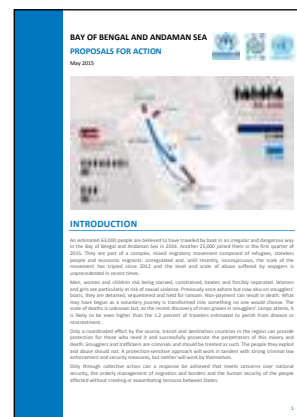 BAY OF BENGAL AND ANDAMAN SEA
PROPOSALS FOR ACTION
May 2015
INTRODUCTION
An estimated 63,000 people are believed to have traveled by boat in an irregular and dangerous way
in the Bay of Bengal and Andaman Sea in 2014. Another 25,000 joined them in the first quarter of
2015. They are part of a complex, mixed migratory movement composed of refugees, stateless
people and economic migrants. Unregulated and, until recently, inconspicuous, the scale of the
movement has tripled since 2012 and the level and scale of abuse suffered by voyagers is
unprecedented in recent times.
Men, women and children risk being starved, constrained, beaten and forcibly separated. Women
and girls are particularly at risk of sexual violence. Previously once ashore but now also on smugglers'
boats, they are detained, sequestered and held for ransom. Non-payment can result in death. What
may have begun as a voluntary journey is transformed into something no one would choose. The
scale of deaths is unknown but, as the recent discovery of mass graves in smugglers' camps attests, it
is likely to be even higher than the 1.2 percent of travelers estimated to perish from disease or
mistreatment.
Only a coordinated effort by the source, transit and destination countries in the region can provide
protection for those who need it and successfully prosecute the perpetrators of this misery and
death. Smugglers and traffickers are criminals and should be treated as such. The people they exploit
and abuse should not. A protection-sensitive approach will work in tandem with strong criminal law
enforcement and security measures, but neither will work by themselves.
Only through collective action can a response be achieved that meets concerns over national
security, the orderly management of migration and borders and the human security of the people
affected without creating or exacerbating tensions between States.
1